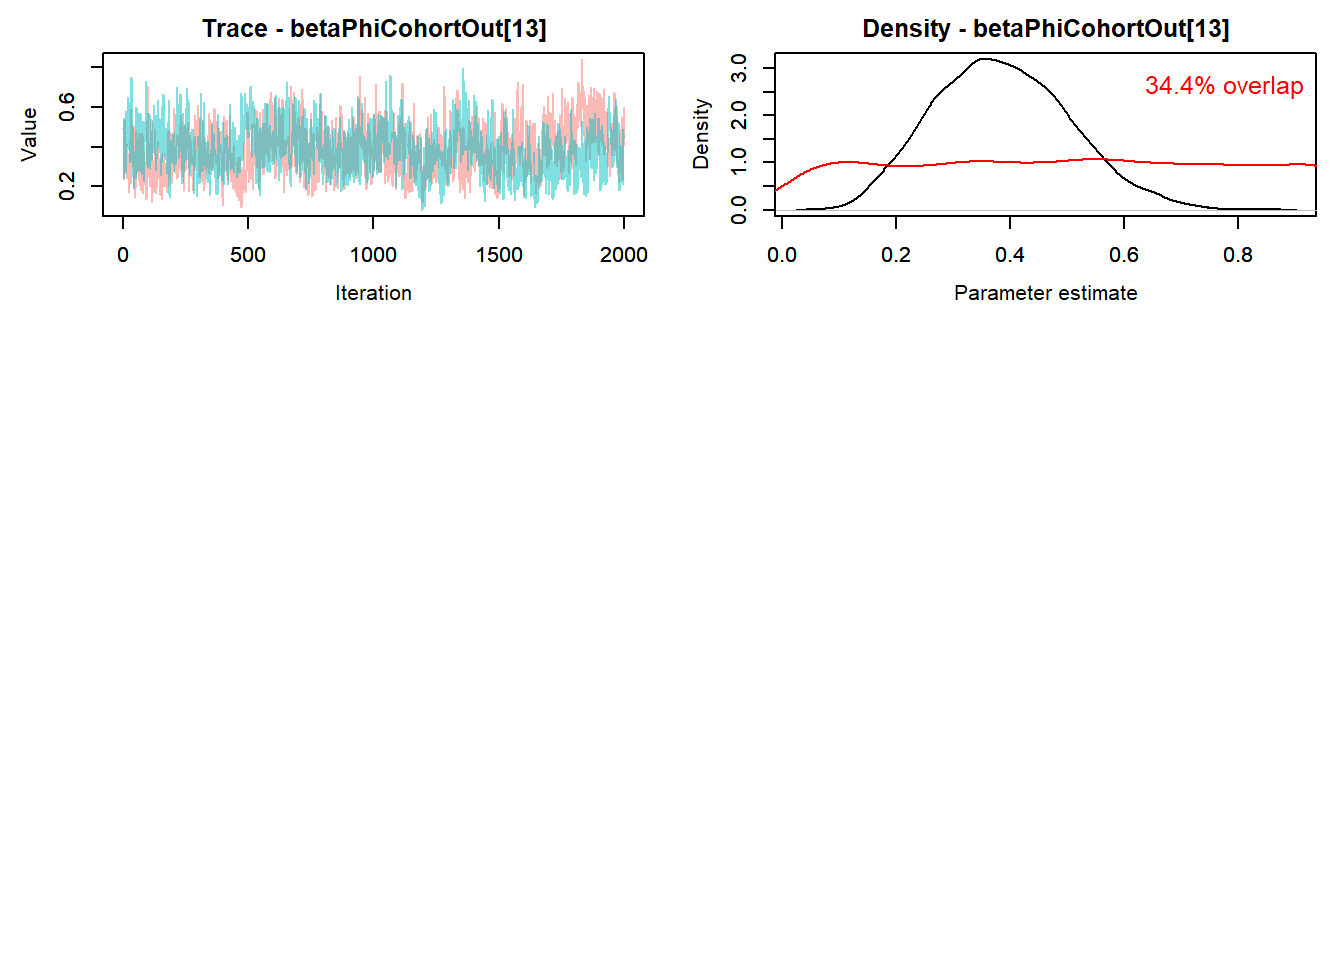 Trace - betaPhiCohortOut[13]
Value
0.2
0.6
0
500
1000
1500
2000
Iteration
Density - betaPhiCohortOut[13]
34.4% overlap
Density
0.0
1.0
2.0
3.0
0.0
0.2
0.4
0.6
0.8
Parameter estimate